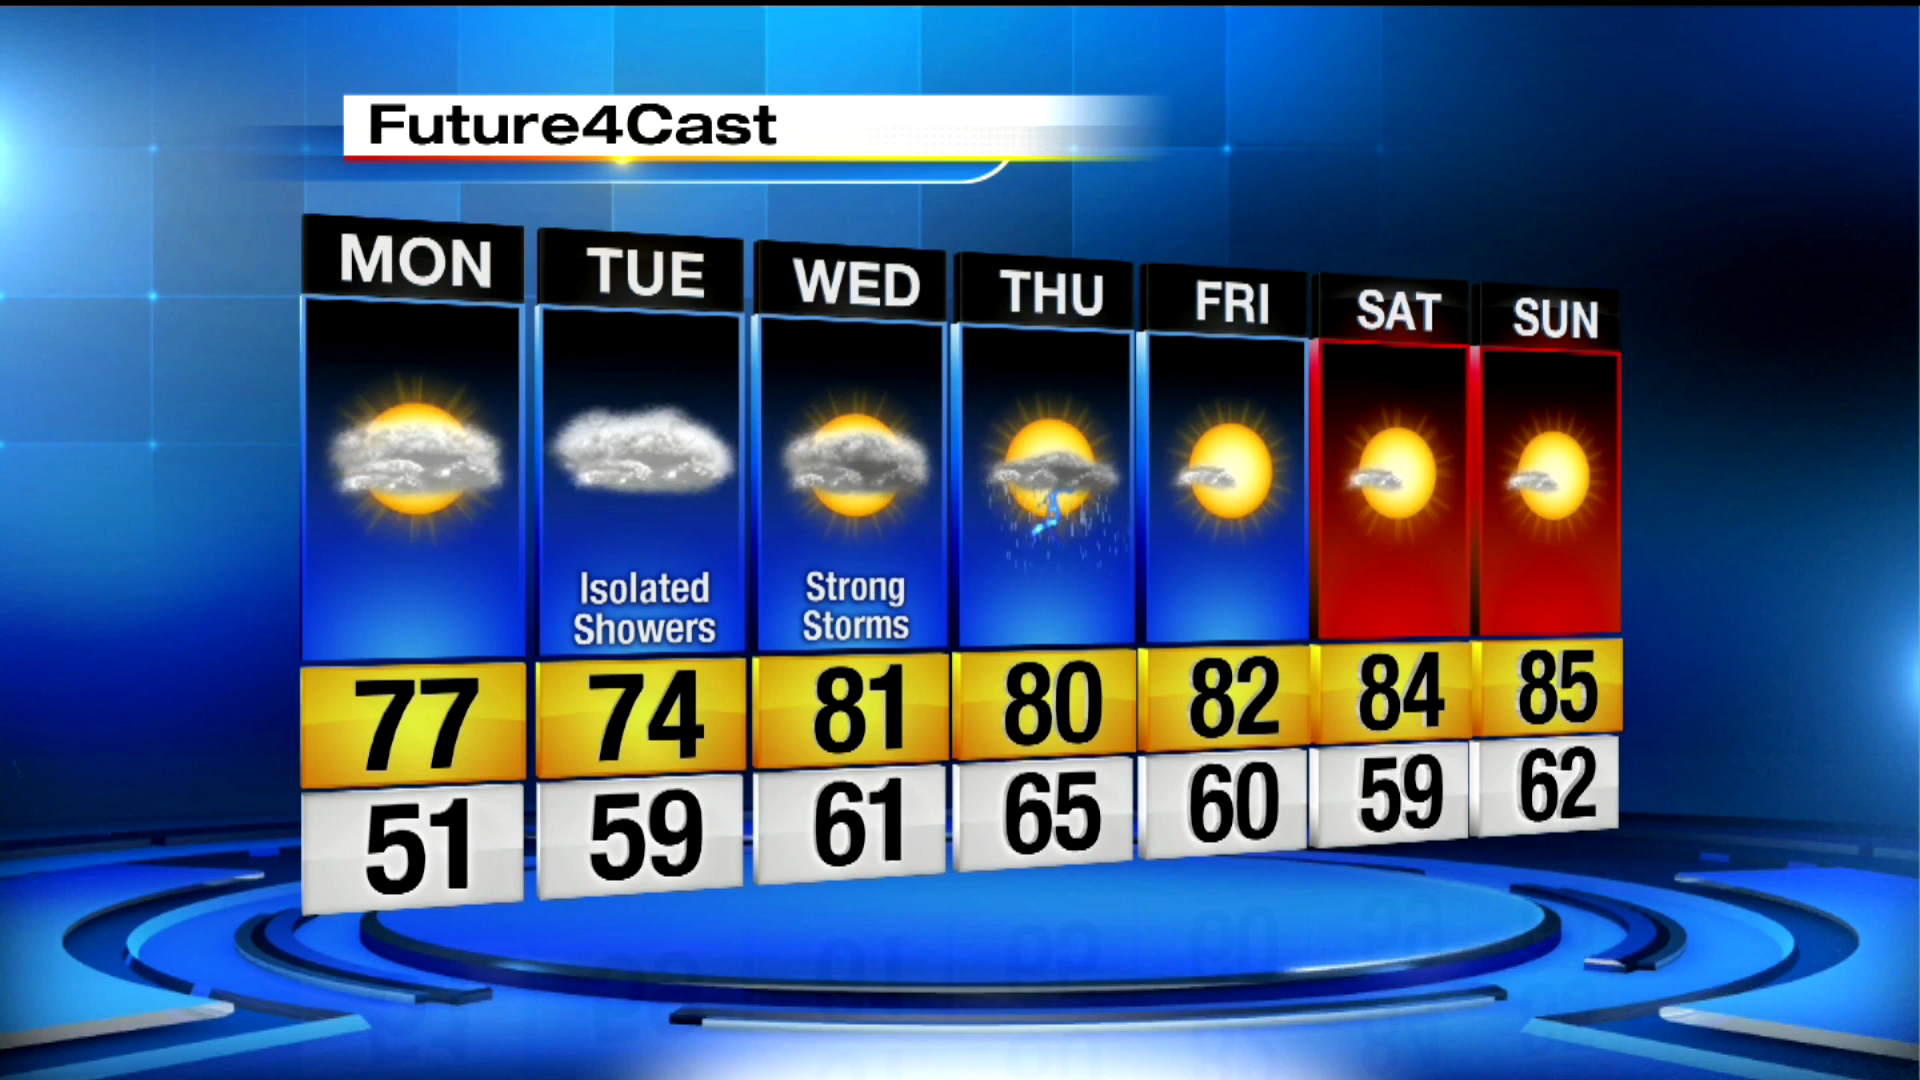 Future4Cast
MON TUE WED THU FRI SAT SUN
Isolated
Showers
Strong
Storms
77 74 81 80 82 84 85
51 59 61 65 60 59 62